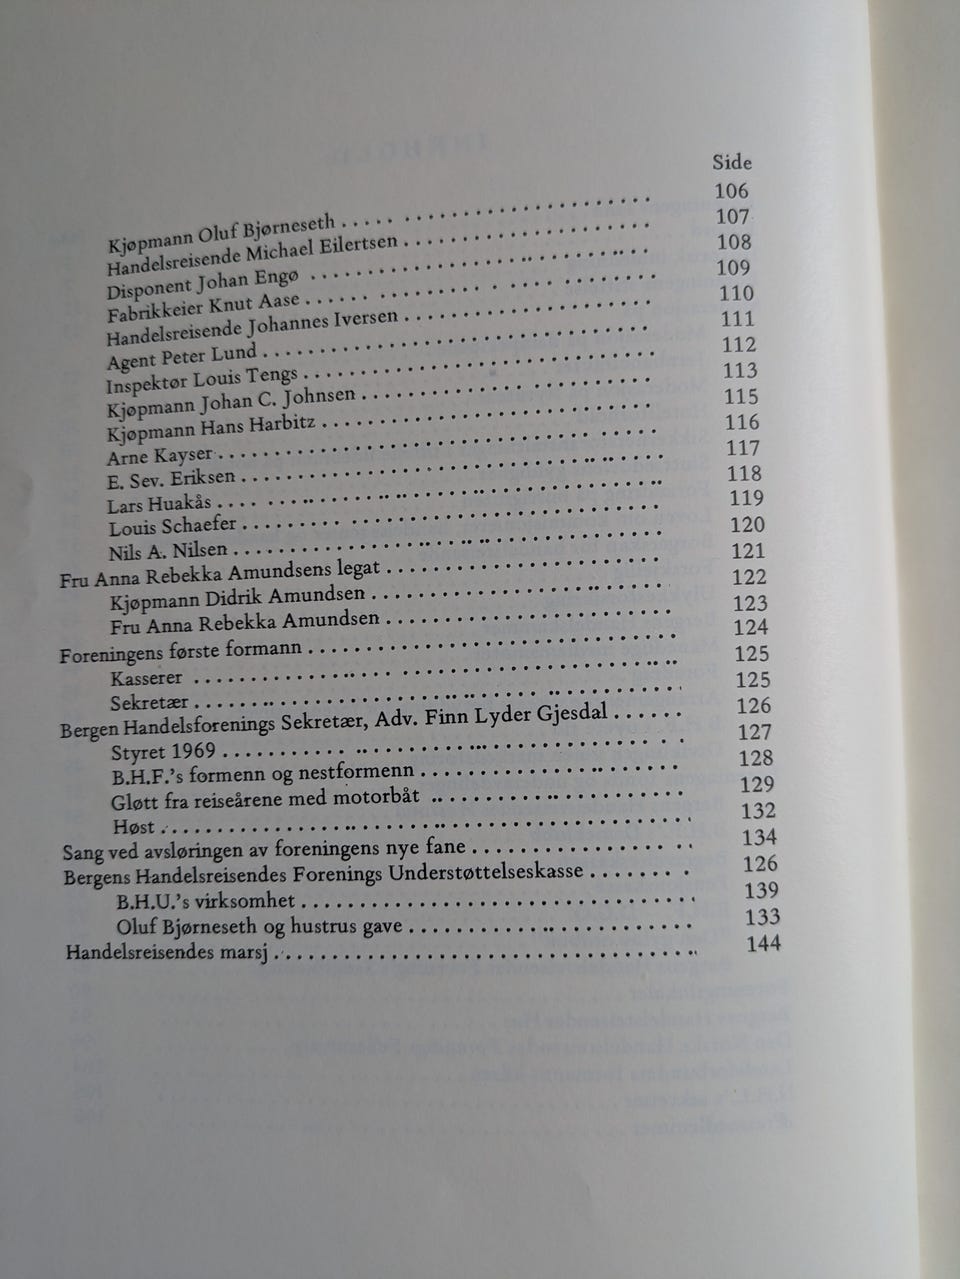 Side
Kjøpmann Oluf Bjørneseth ..... 106
Handelsreisende Michael Eilertsen ..... 107
Disponent Johan Engø ..... 108
Fabrikkeier Knut Aase ..... 109
Handelsreisende Johannes Iversen ..... 110
Agent Peter Lund ..... 111
Inspektør Louis Tengs ..... 112
Kjøpmann Johan C. Johnsen ..... 113
Kjøpmann Hans Harbitz ..... 115
Arne Kayser ..... 116
E. Sev. Eriksen ..... 117
Lars Huakås ..... 118
Louis Schaefer ..... 119
Nils A. Nilsen ..... 120
Fru Anna Rebekka Amundsens legat ..... 121
Kjøpmann Didrik Amundsen ..... 122
Fru Anna Rebekka Amundsen ..... 123
Foreningens første formann ..... 124
Kasserer ..... 125
Sekretær ..... 125
Bergen Handelsforenings Sekretær, Adv. Finn Lyder Gjesdal ..... 126
Styret 1969 ..... 127
B.H.F.'s formenn og nestformenn ..... 128
Gløtt fra reiseårene med motorbåt ..... 129
Høst ..... 132
Sang ved avsløringen av foreningens nye fane ..... 134
Bergens Handelsreisendes Forenings Understøttelseskasse ..... 126
B.H.U.'s virksomhet ..... 139
Oluf Bjørneseth og hustrus gave ..... 133
Handelsreisendes marsj ..... 144